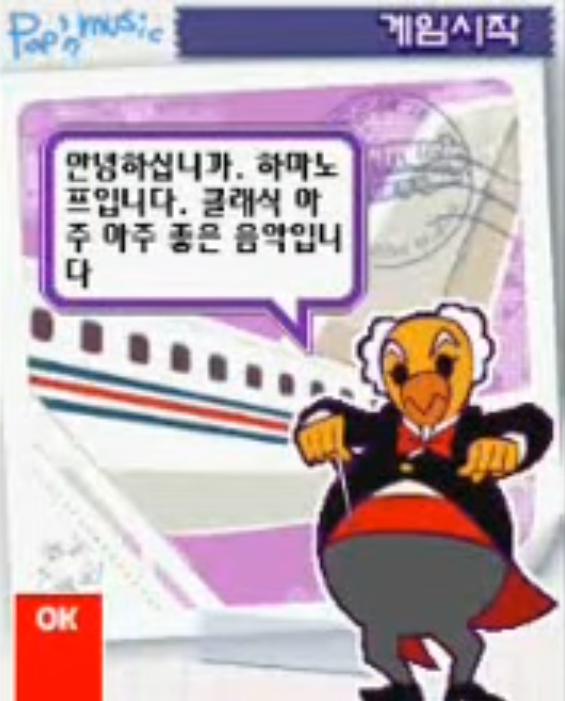 Pop'n music
게임시작
안녕하십니까. 하마노
프입니다. 클래식 아
주 아주 좋은 음악입니
다
OK